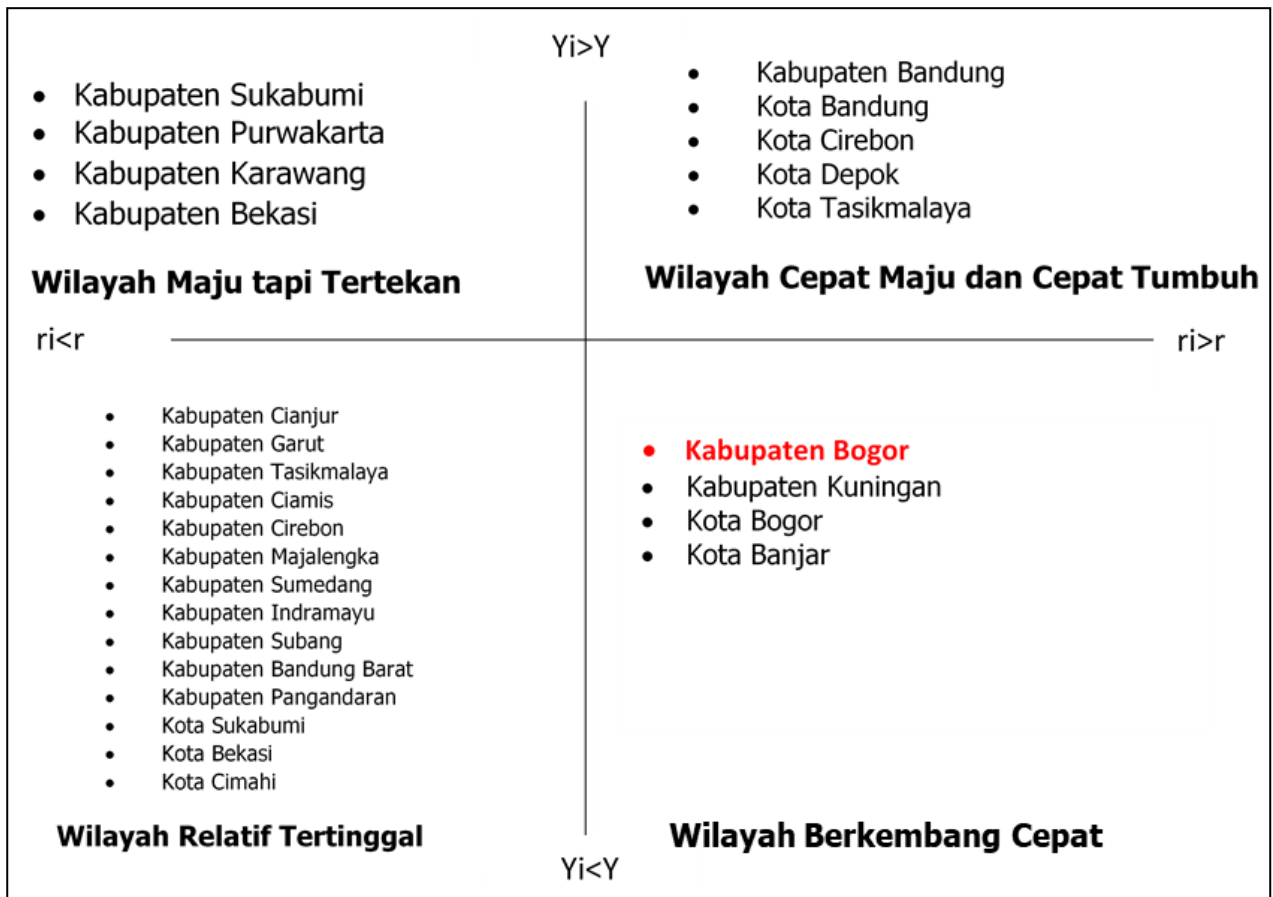 Yi>Y
• Kabupaten Sukabumi
• Kabupaten Purwakarta
• Kabupaten Karawang
• Kabupaten Bekasi
Wilayah Maju tapi Tertekan
• Kabupaten Bandung
• Kota Bandung
• Kota Cirebon
• Kota Depok
• Kota Tasikmalaya
Wilayah Cepat Maju dan Cepat Tumbuh
ri<r
ri>r
• Kabupaten Cianjur
• Kabupaten Garut
• Kabupaten Tasikmalaya
• Kabupaten Ciamis
• Kabupaten Cirebon
• Kabupaten Majalengka
• Kabupaten Sumedang
• Kabupaten Indramayu
• Kabupaten Subang
• Kabupaten Bandung Barat
• Kabupaten Pangandaran
• Kota Sukabumi
• Kota Bekasi
• Kota Cimahi
Wilayah Relatif Tertinggal
• Kabupaten Bogor
• Kabupaten Kuningan
• Kota Bogor
• Kota Banjar
Wilayah Berkembang Cepat
Yi<Y